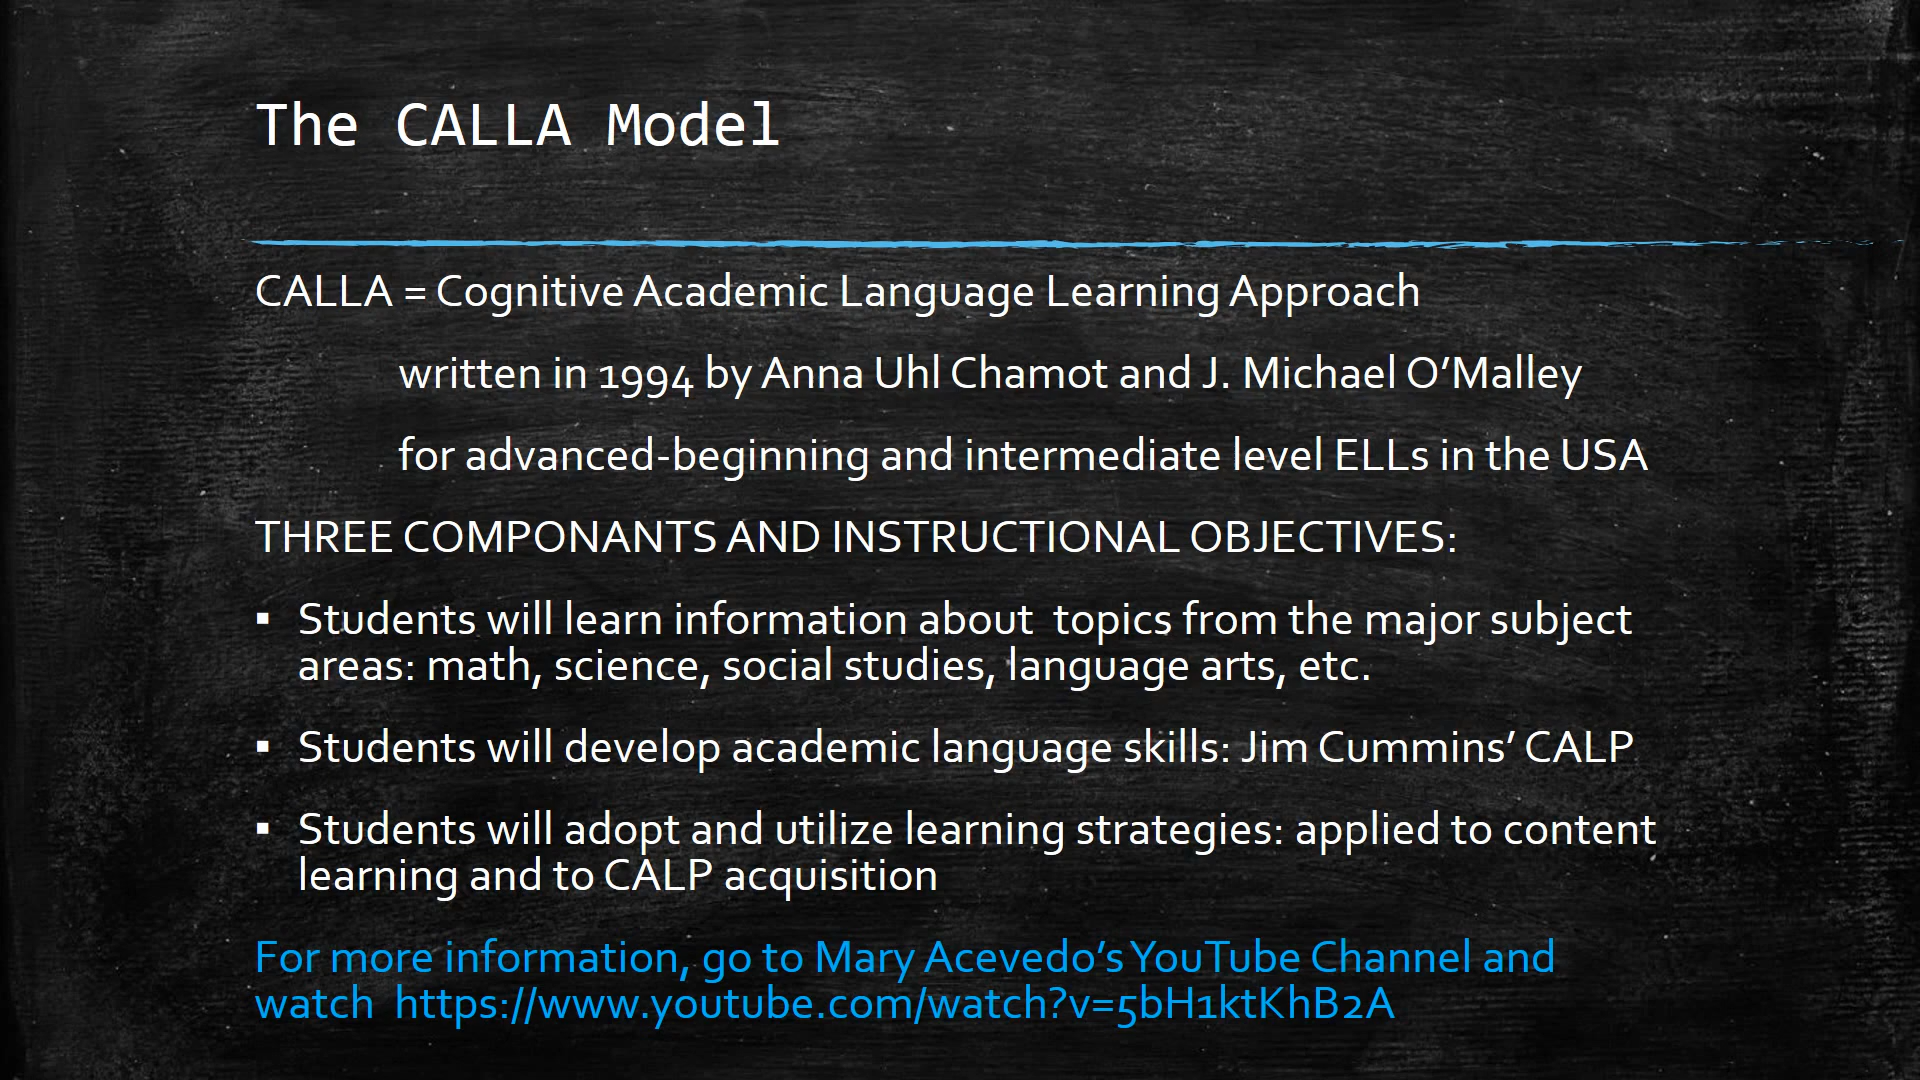 The CALLA Model
CALLA = Cognitive Academic Language Learning Approach
written in 1994 by Anna Uhl Chamot and J. Michael O’Malley
for advanced-beginning and intermediate level ELLs in the USA
THREE COMPONANTS AND INSTRUCTIONAL OBJECTIVES:
▪ Students will learn information about  topics from the major subject
areas: math, science, social studies, language arts, etc.
▪ Students will develop academic language skills: Jim Cummins’ CALP
▪ Students will adopt and utilize learning strategies: applied to content
learning and to CALP acquisition
For more information, go to Mary Acevedo’s YouTube Channel and
watch  https://www.youtube.com/watch?v=5bH1ktKhB2A